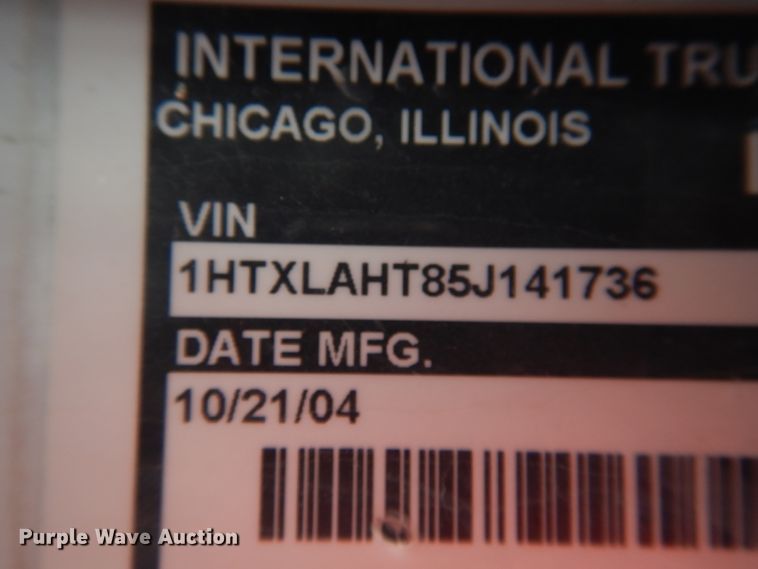 INTERNATIONAL TRU
CHICAGO, ILLINOIS
VIN
1HTXLAHT85J141736
DATE MFG.
10/21/04
Purple Wave Auction